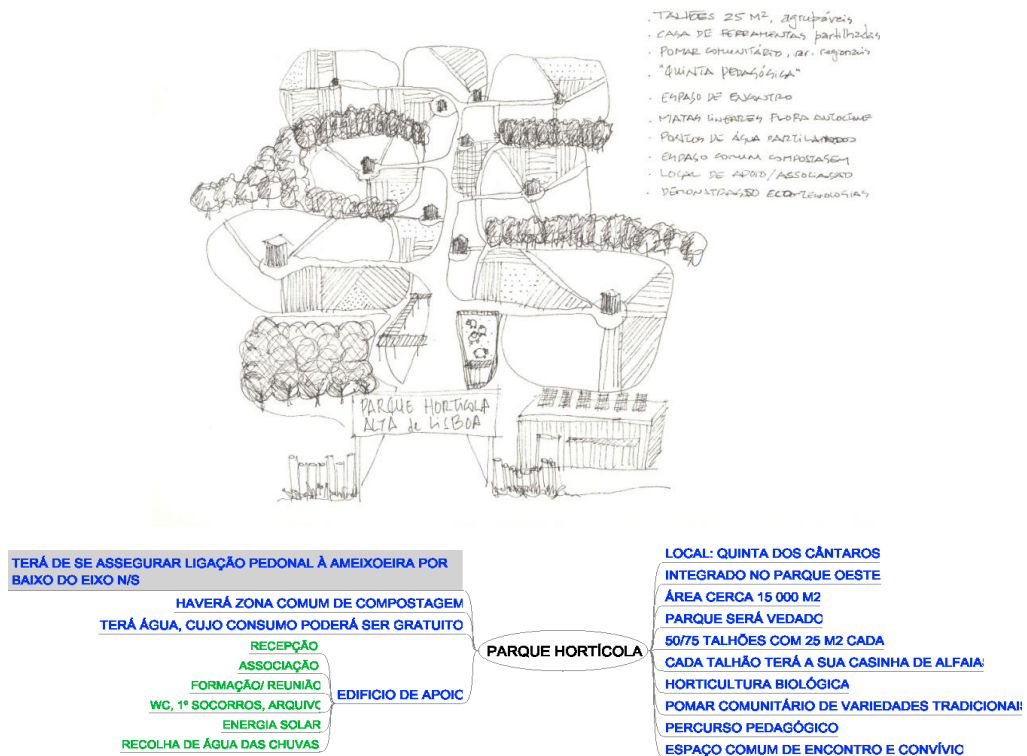 . TALHÕES 25 M², agrupáveis
. CASA DE FERRAMENTAS partilhadas
. POMAR COMUNITÁRIO, var. regionais
. "QUINTA PEDAGÓGICA"
. ESPAÇO DE ENCONTRO
. MATAS LINEARES FLORA AUTOCTONE
. PONTOS DE ÁGUA PARTILHADOS
. ESPAÇO COMUM COMPOSTAGEM
. LOCAL DE APOIO/ASSOCIAÇÃO
. DEMONSTRAÇÃO ECOTECNOLOGIAS
PARQUE HORTICOLA
ALTA de LISBOA
TERÁ DE SE ASSEGURAR LIGAÇÃO PEDONAL À AMEIXOEIRA POR
BAIXO DO EIXO N/S
HAVERÁ ZONA COMUM DE COMPOSTAGEM
TERÁ ÁGUA, CUJO CONSUMO PODERÁ SER GRATUITO
RECEPÇÃO
ASSOCIAÇÃO
FORMAÇÃO/ REUNIÃO
WC, 1º SOCORROS, ARQUIVO
ENERGIA SOLAR
RECOLHA DE ÁGUA DAS CHUVAS
EDIFICIO DE APOIO
PARQUE HORTÍCOLA
LOCAL: QUINTA DOS CÂNTAROS
INTEGRADO NO PARQUE OESTE
ÁREA CERCA 15 000 M2
PARQUE SERÁ VEDADO
50/75 TALHÕES COM 25 M2 CADA
CADA TALHÃO TERÁ A SUA CASINHA DE ALFAIAS
HORTICULTURA BIOLÓGICA
POMAR COMUNITÁRIO DE VARIEDADES TRADICIONAIS
PERCURSO PEDAGÓGICO
ESPAÇO COMUM DE ENCONTRO E CONVÍVIO